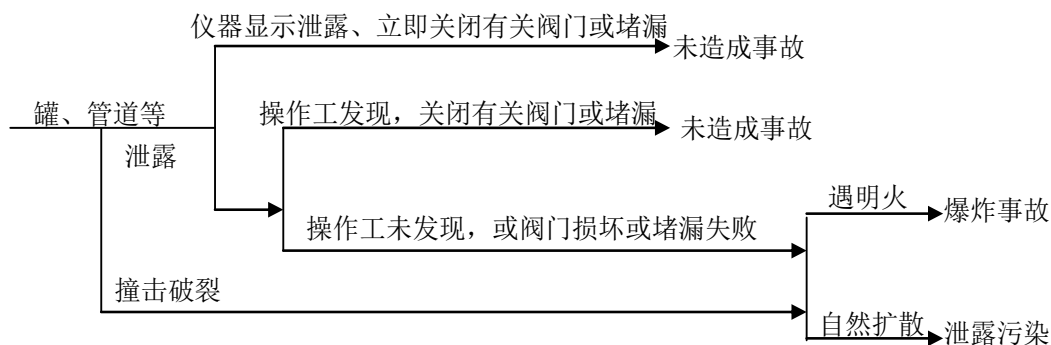 仪器显示泄露、立即关闭有关阀门或堵漏
未造成事故
罐、管道等
泄露
操作工发现，关闭有关阀门或堵漏
未造成事故
遇明火
爆炸事故
操作工未发现，或阀门损坏或堵漏失败
撞击破裂
自然扩散
泄露污染